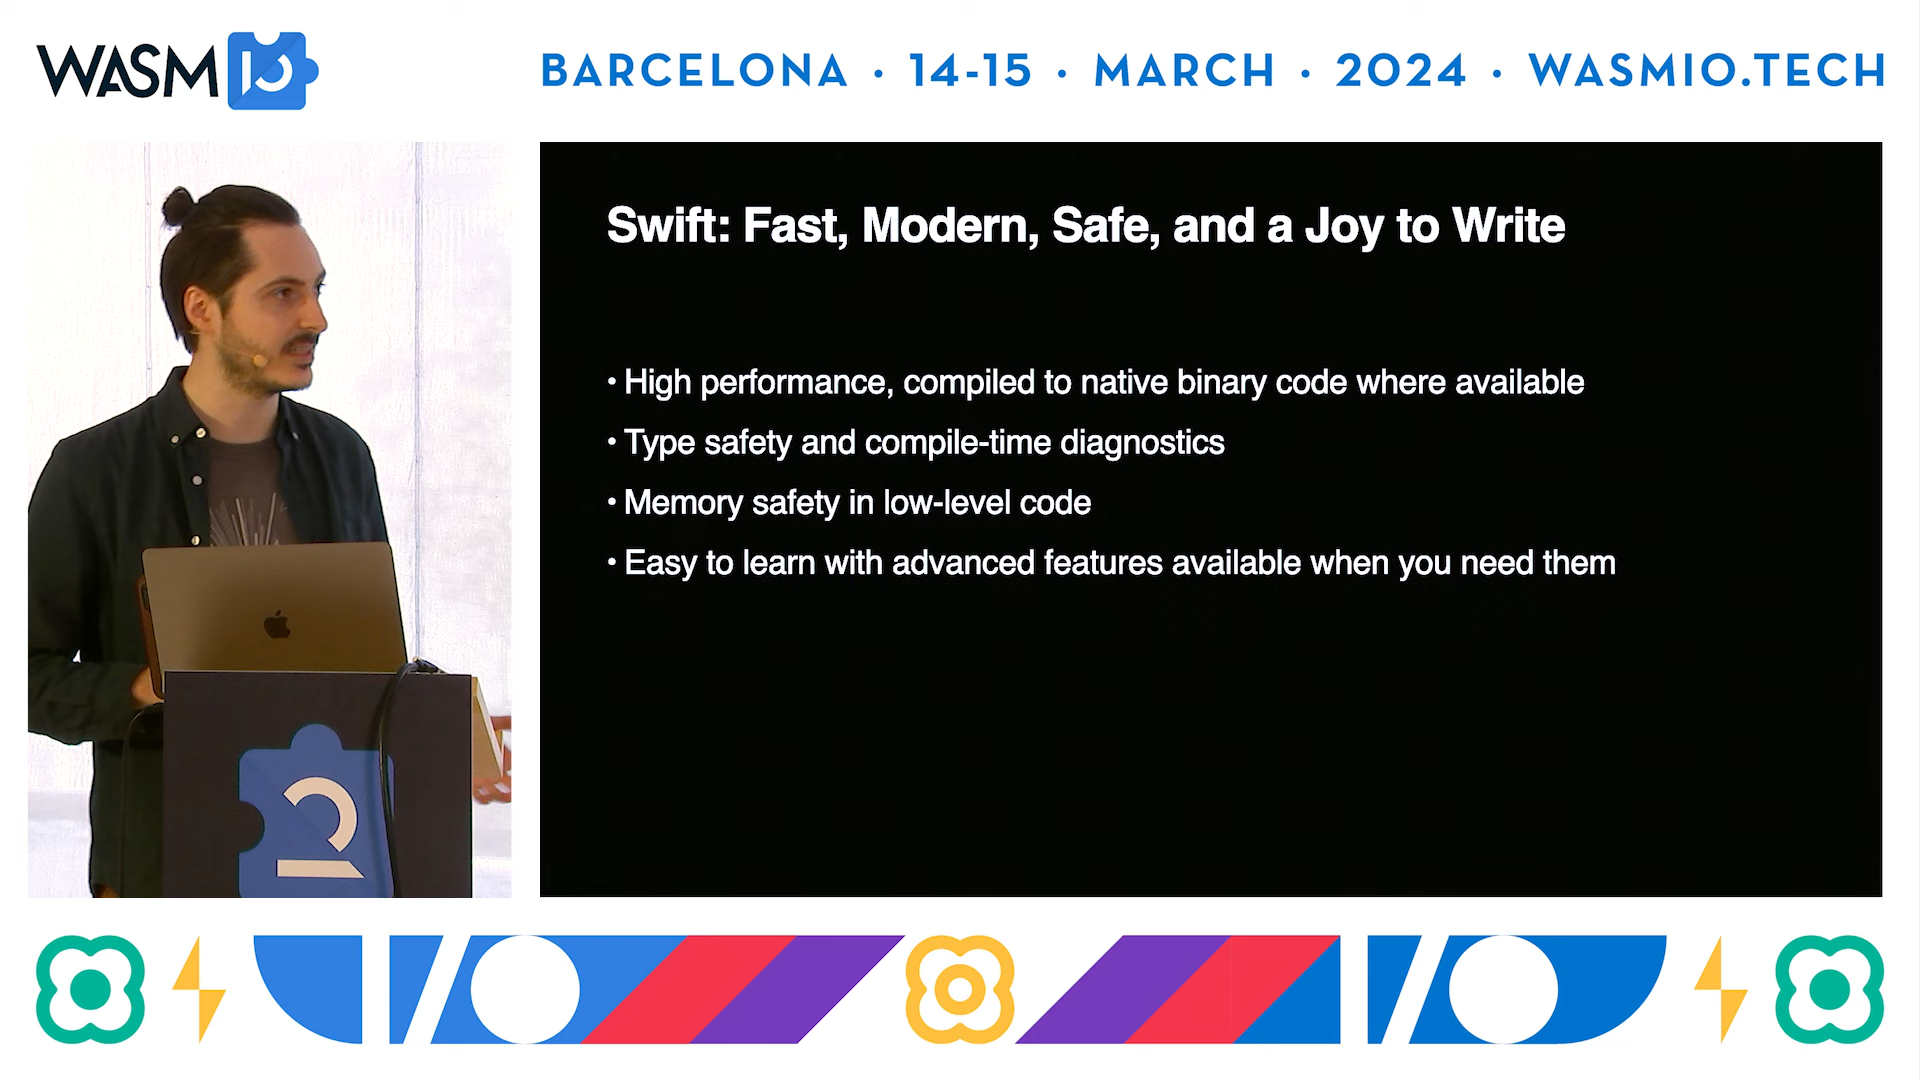 WASM IO
BARCELONA · 14-15 · MARCH · 2024 · WASMIO.TECH
Swift: Fast, Modern, Safe, and a Joy to Write
• High performance, compiled to native binary code where available
• Type safety and compile-time diagnostics
• Memory safety in low-level code
• Easy to learn with advanced features available when you need them
IO